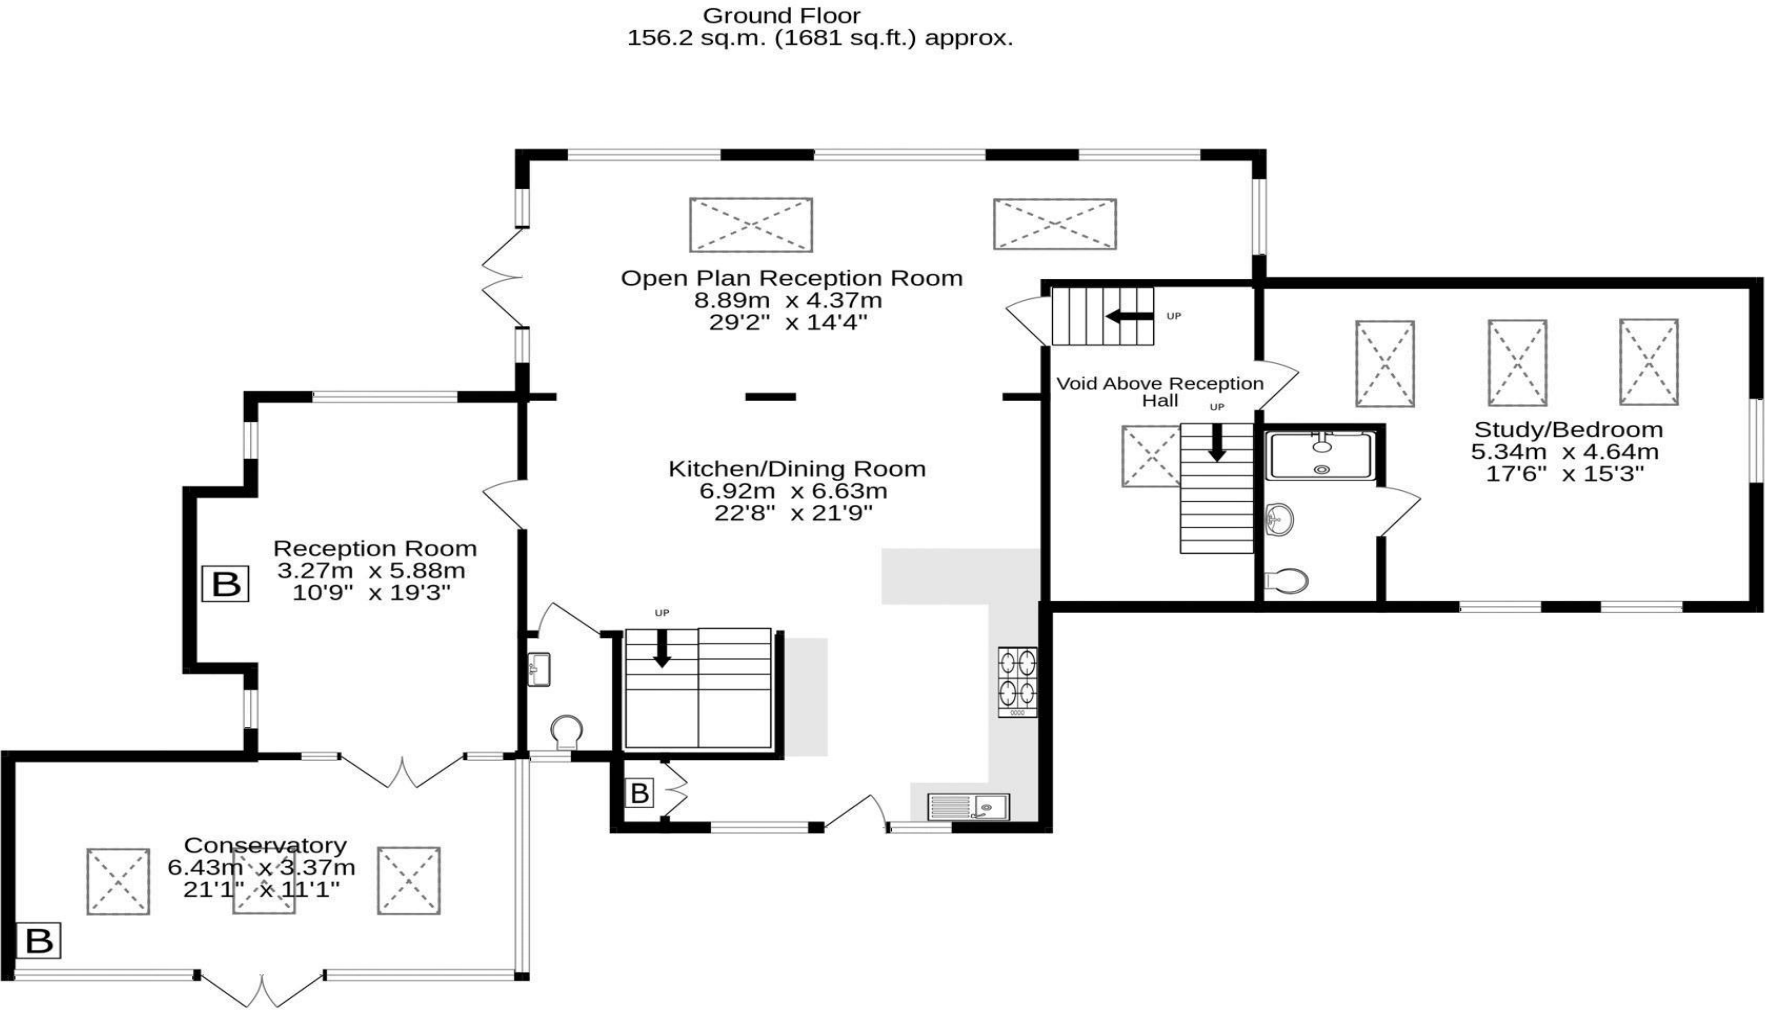 Ground Floor
156.2 sq.m. (1681 sq.ft.) approx.
Open Plan Reception Room
8.89m x 4.37m
29'2" x 14'4"
UP
Void Above Reception
Hall
UP
Study/Bedroom
5.34m x 4.64m
17'6" x 15'3"
Kitchen/Dining Room
6.92m x 6.63m
22'8" x 21'9"
Reception Room
3.27m x 5.88m
10'9" x 19'3"
B
UP
B
Conservatory
6.43m x 3.37m
21'1" x 11'1"
B